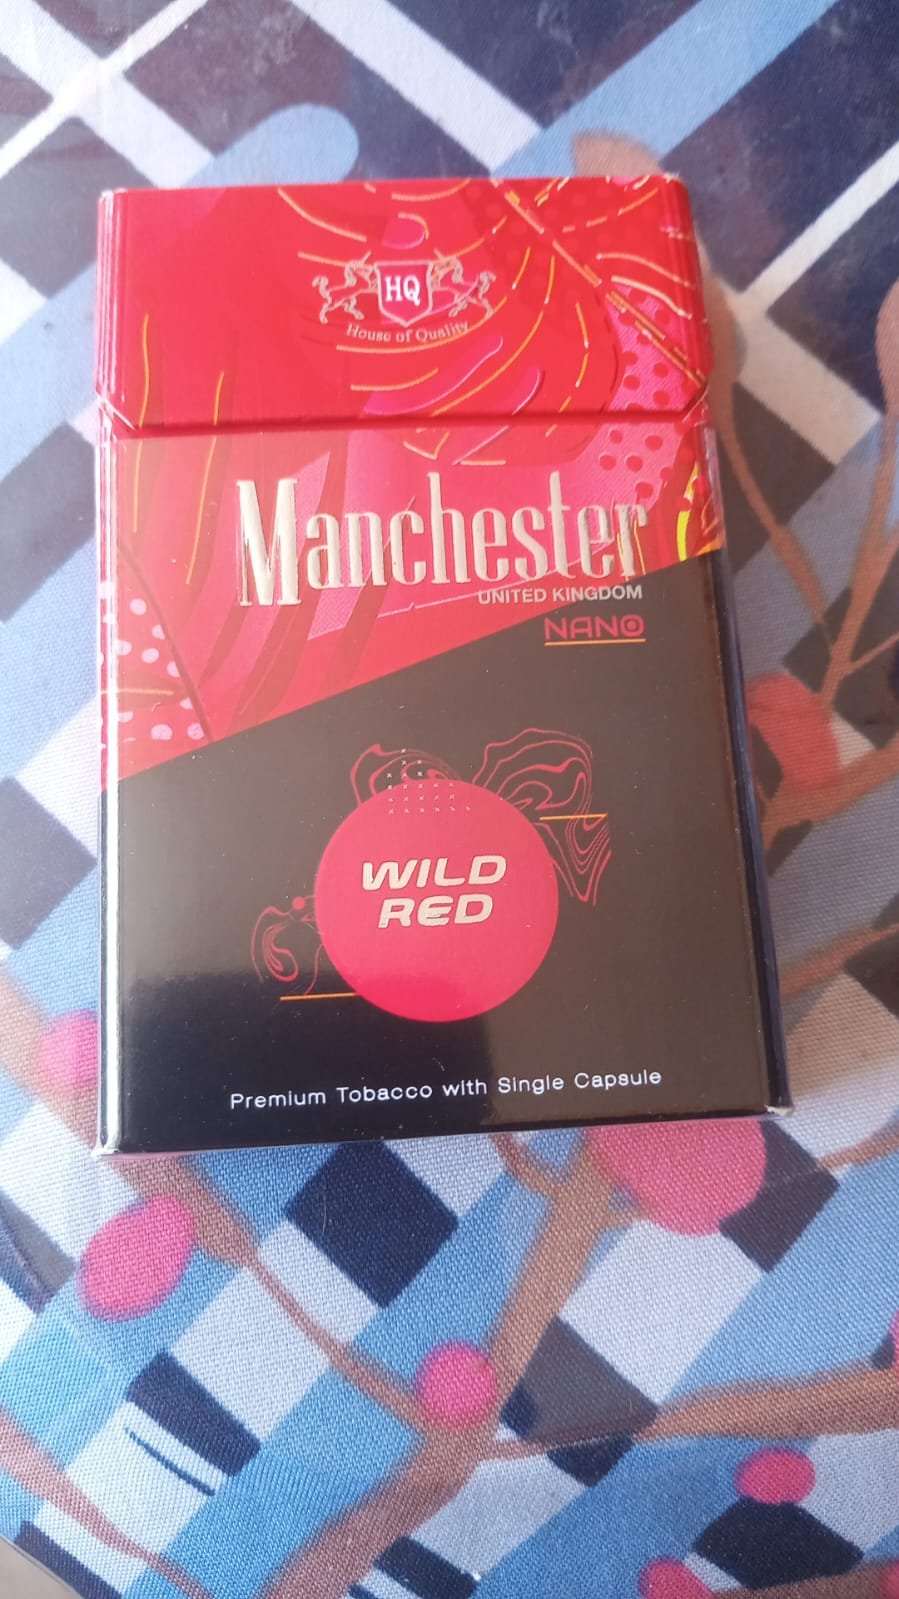 HQ
House of Quality
Manchester
UNITED KINGDOM
NANO
WILD
RED
Premium Tobacco with Single Capsule